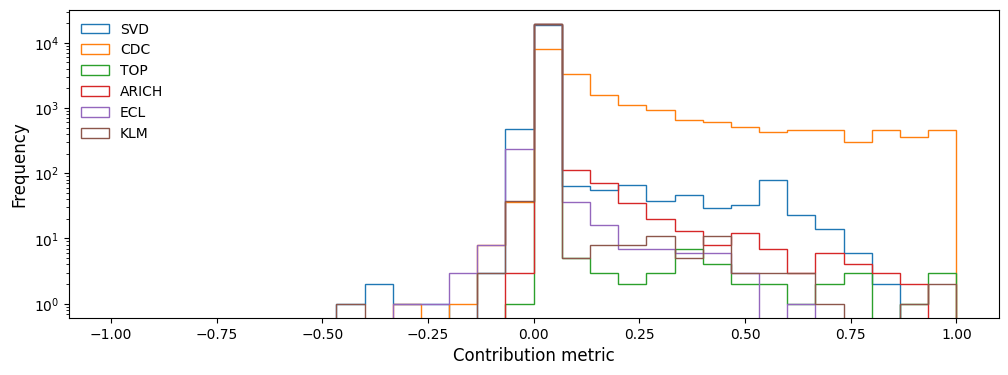 SVD
CDC
TOP
ARICH
ECL
KLM
Frequency
10⁴
10³
10²
10¹
10⁰
−1.00 −0.75 −0.50 −0.25 0.00 0.25 0.50 0.75 1.00
Contribution metric